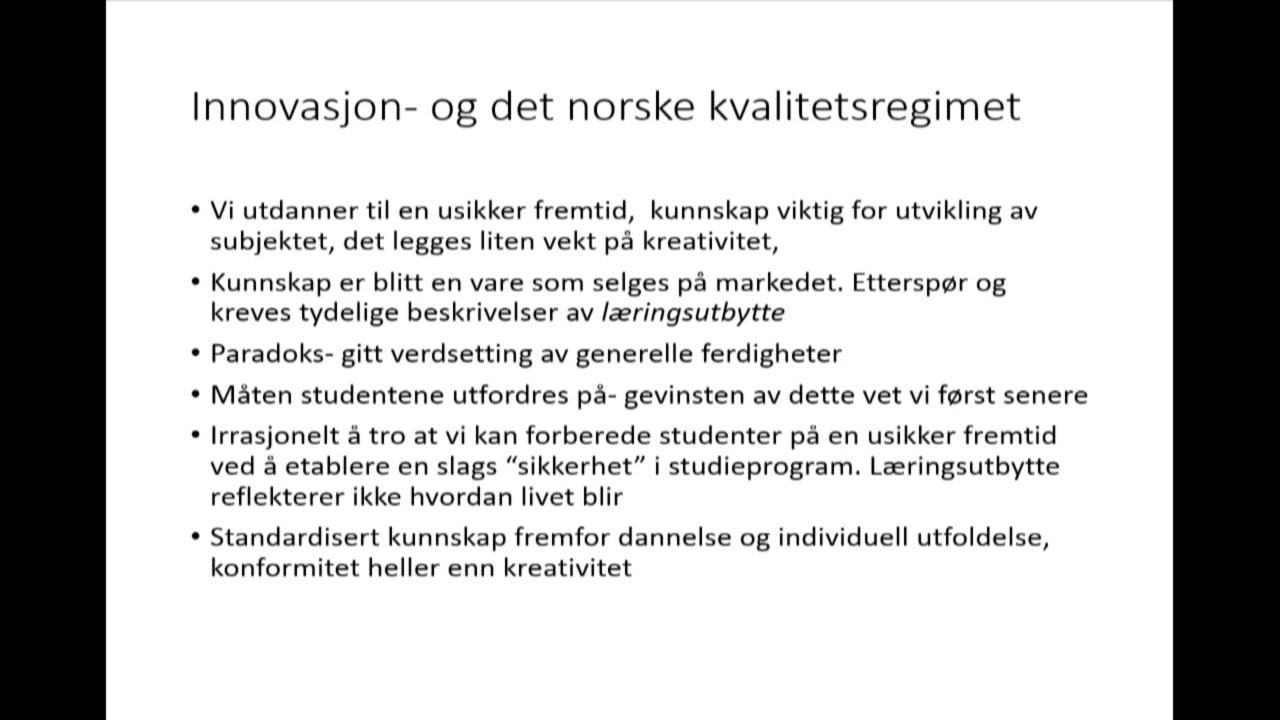 Innovasjon- og det norske kvalitetsregimet
• Vi utdanner til en usikker fremtid,  kunnskap viktig for utvikling av
subjektet, det legges liten vekt på kreativitet,
• Kunnskap er blitt en vare som selges på markedet. Etterspør og
kreves tydelige beskrivelser av læringsutbytte
• Paradoks- gitt verdsetting av generelle ferdigheter
• Måten studentene utfordres på- gevinsten av dette vet vi først senere
• Irrasjonelt å tro at vi kan forberede studenter på en usikker fremtid
ved å etablere en slags “sikkerhet” i studieprogram. Læringsutbytte
reflekterer ikke hvordan livet blir
• Standardisert kunnskap fremfor dannelse og individuell utfoldelse,
konformitet heller enn kreativitet